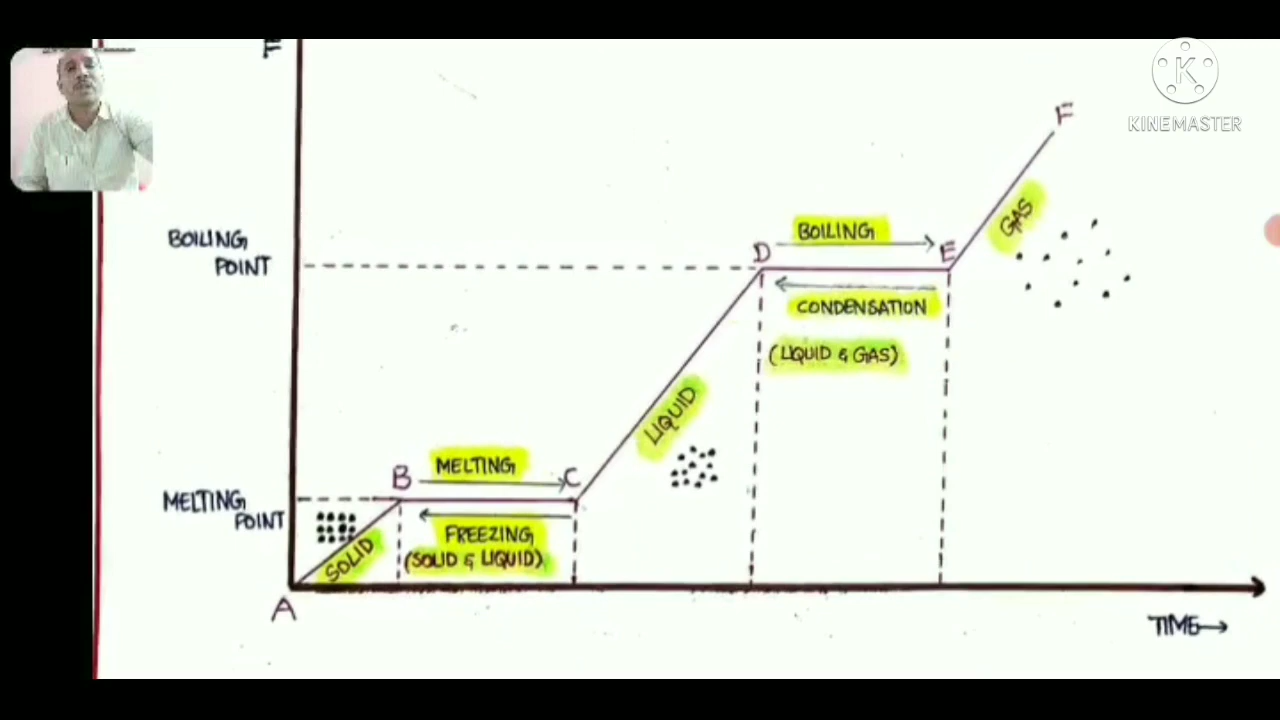 KINEMASTER
F
BOILING
POINT
BOILING
D
E
GAS
CONDENSATION
(LIQUID & GAS)
LIQUID
MELTING
POINT
B
MELTING
C
SOLID
FREEZING
(SOLID & LIQUID)
A
TIME